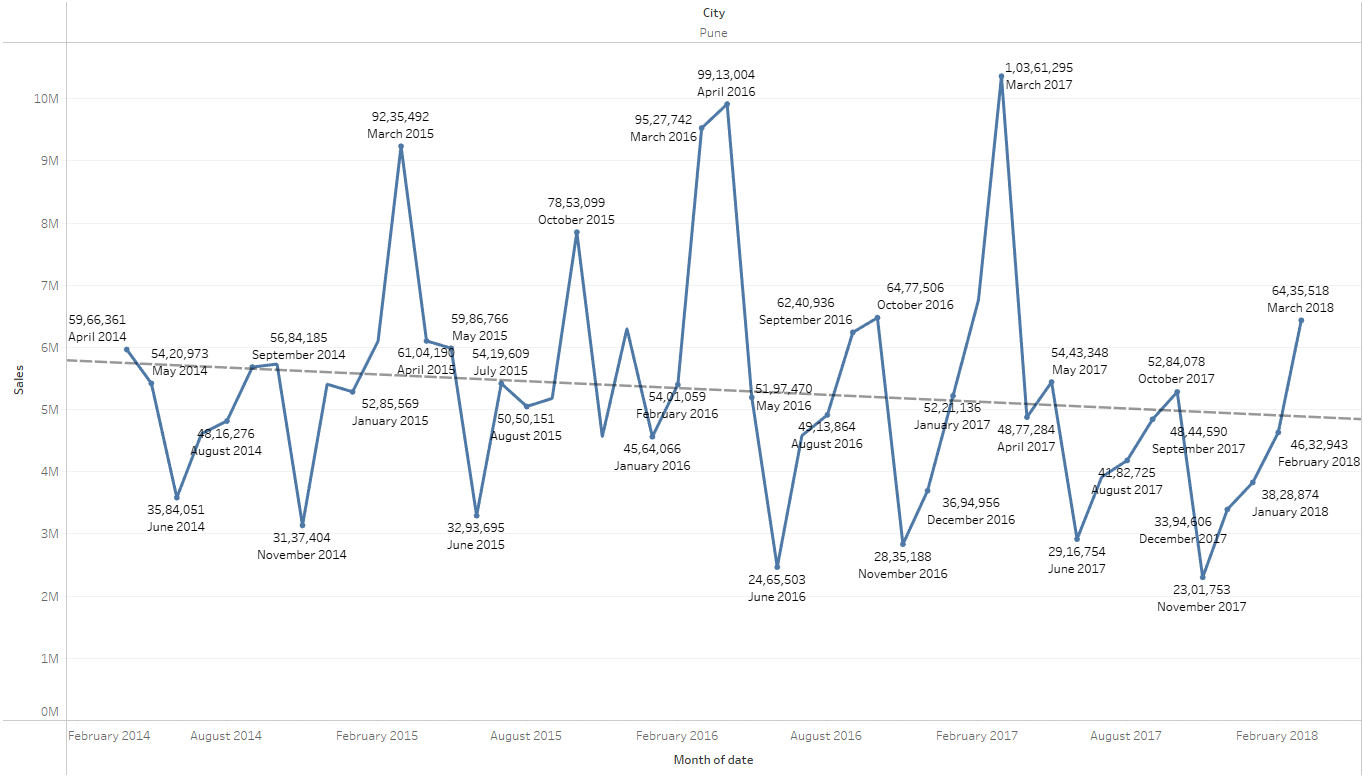 City
Pune
Sales
10M
9M
8M
7M
6M
5M
4M
3M
2M
1M
0M
59,66,361
April 2014
54,20,973
May 2014
35,84,051
June 2014
48,16,276
August 2014
56,84,185
September 2014
31,37,404
November 2014
52,85,569
January 2015
92,35,492
March 2015
61,04,190
April 2015
59,86,766
May 2015
32,93,695
June 2015
54,19,609
July 2015
50,50,151
August 2015
78,53,099
October 2015
45,64,066
January 2016
54,01,059
February 2016
95,27,742
March 2016
99,13,004
April 2016
51,97,470
May 2016
24,65,503
June 2016
49,13,864
August 2016
62,40,936
September 2016
64,77,506
October 2016
28,35,188
November 2016
36,94,956
December 2016
52,21,136
January 2017
1,03,61,295
March 2017
48,77,284
April 2017
54,43,348
May 2017
29,16,754
June 2017
41,82,725
August 2017
48,44,590
September 2017
52,84,078
October 2017
23,01,753
November 2017
33,94,606
December 2017
38,28,874
January 2018
46,32,943
February 2018
64,35,518
March 2018
February 2014
August 2014
February 2015
August 2015
February 2016
August 2016
February 2017
August 2017
February 2018
Month of date